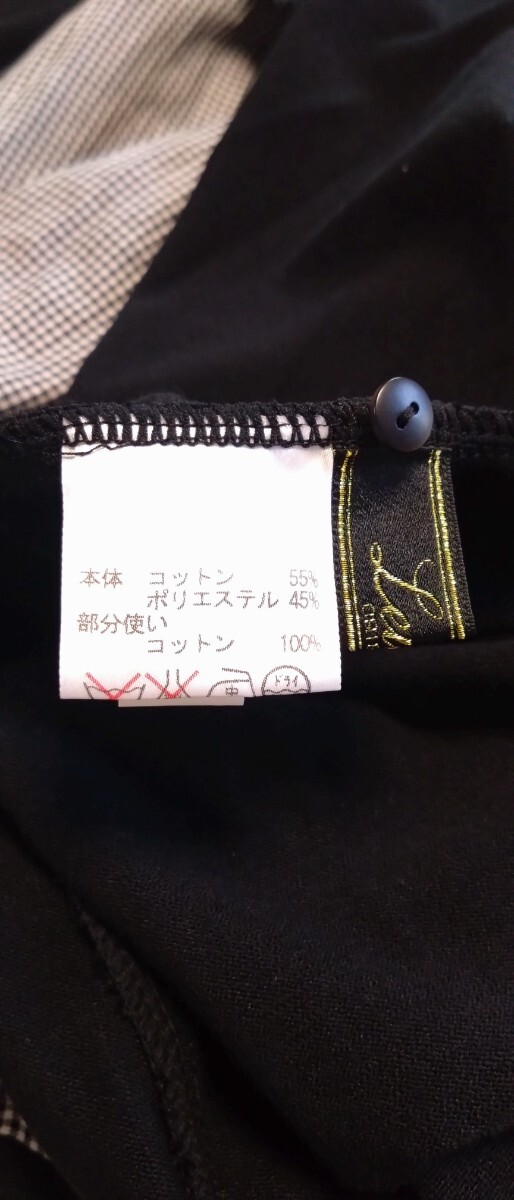 本体 コットン 55%
ポリエステル 45%
部分使い
コットン 100%
中 ドライ
Les